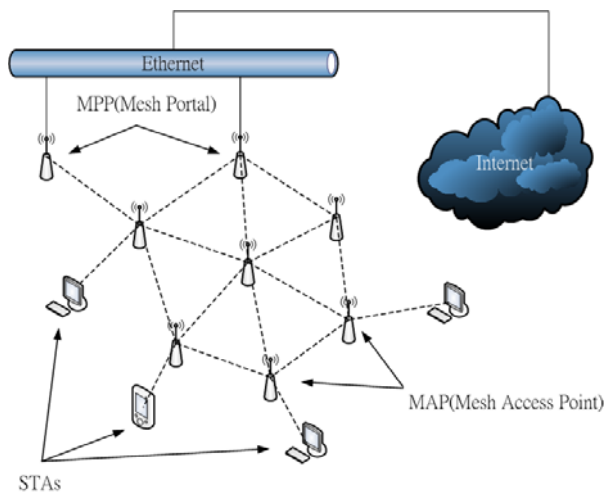 Ethernet
MPP(Mesh Portal)
Internet
MAP(Mesh Access Point)
STAs